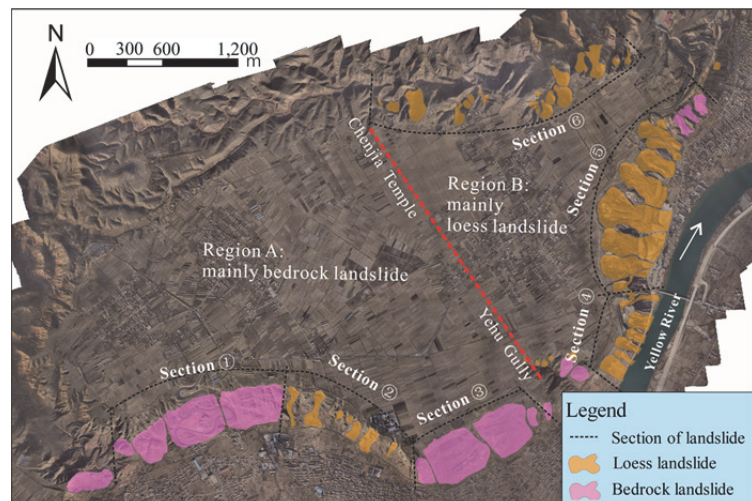 N
0 300 600 1,200
m
Chenjia Temple
Section ⑥
Section ⑤
Region B:
mainly
loess landslide
Region A:
mainly bedrock landslide
Section ④
Yehu Gully
Yellow River
Section ①
Section ②
Section ③
Legend
Section of landslide
Loess landslide
Bedrock landslide